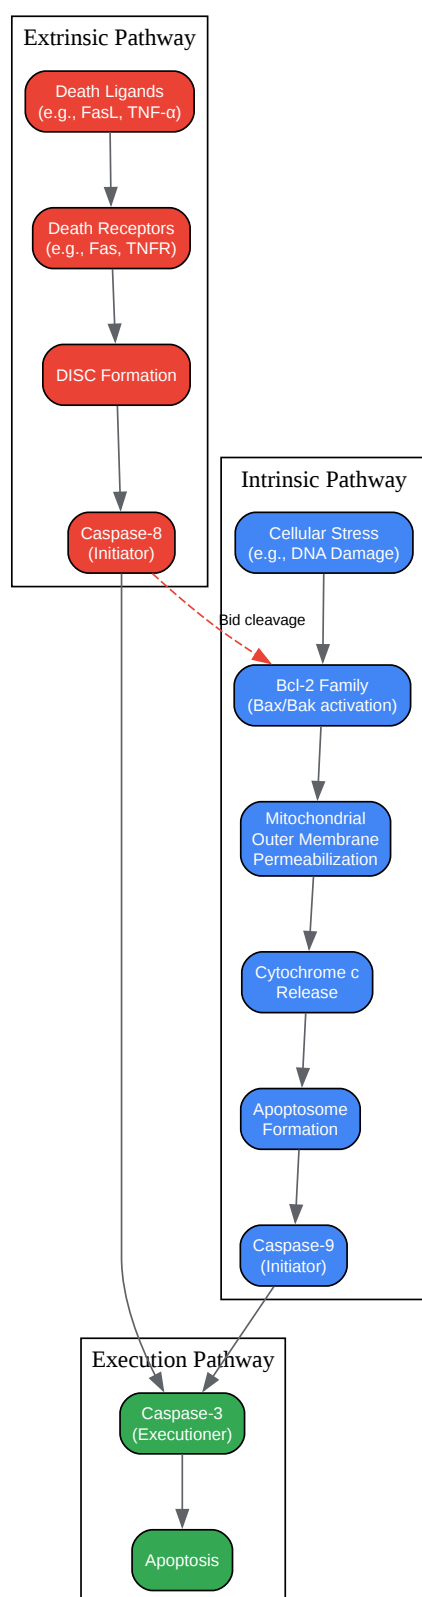 Extrinsic Pathway
Death Ligands
(e.g., FasL, TNF-α)
Death Receptors
(e.g., Fas, TNFR)
DISC Formation
Caspase-8
(Initiator)
Intrinsic Pathway
Cellular Stress
(e.g., DNA Damage)
Bid cleavage
Bcl-2 Family
(Bax/Bak activation)
Mitochondrial
Outer Membrane
Permeabilization
Cytochrome c
Release
Apoptosome
Formation
Caspase-9
(Initiator)
Execution Pathway
Caspase-3
(Executioner)
Apoptosis